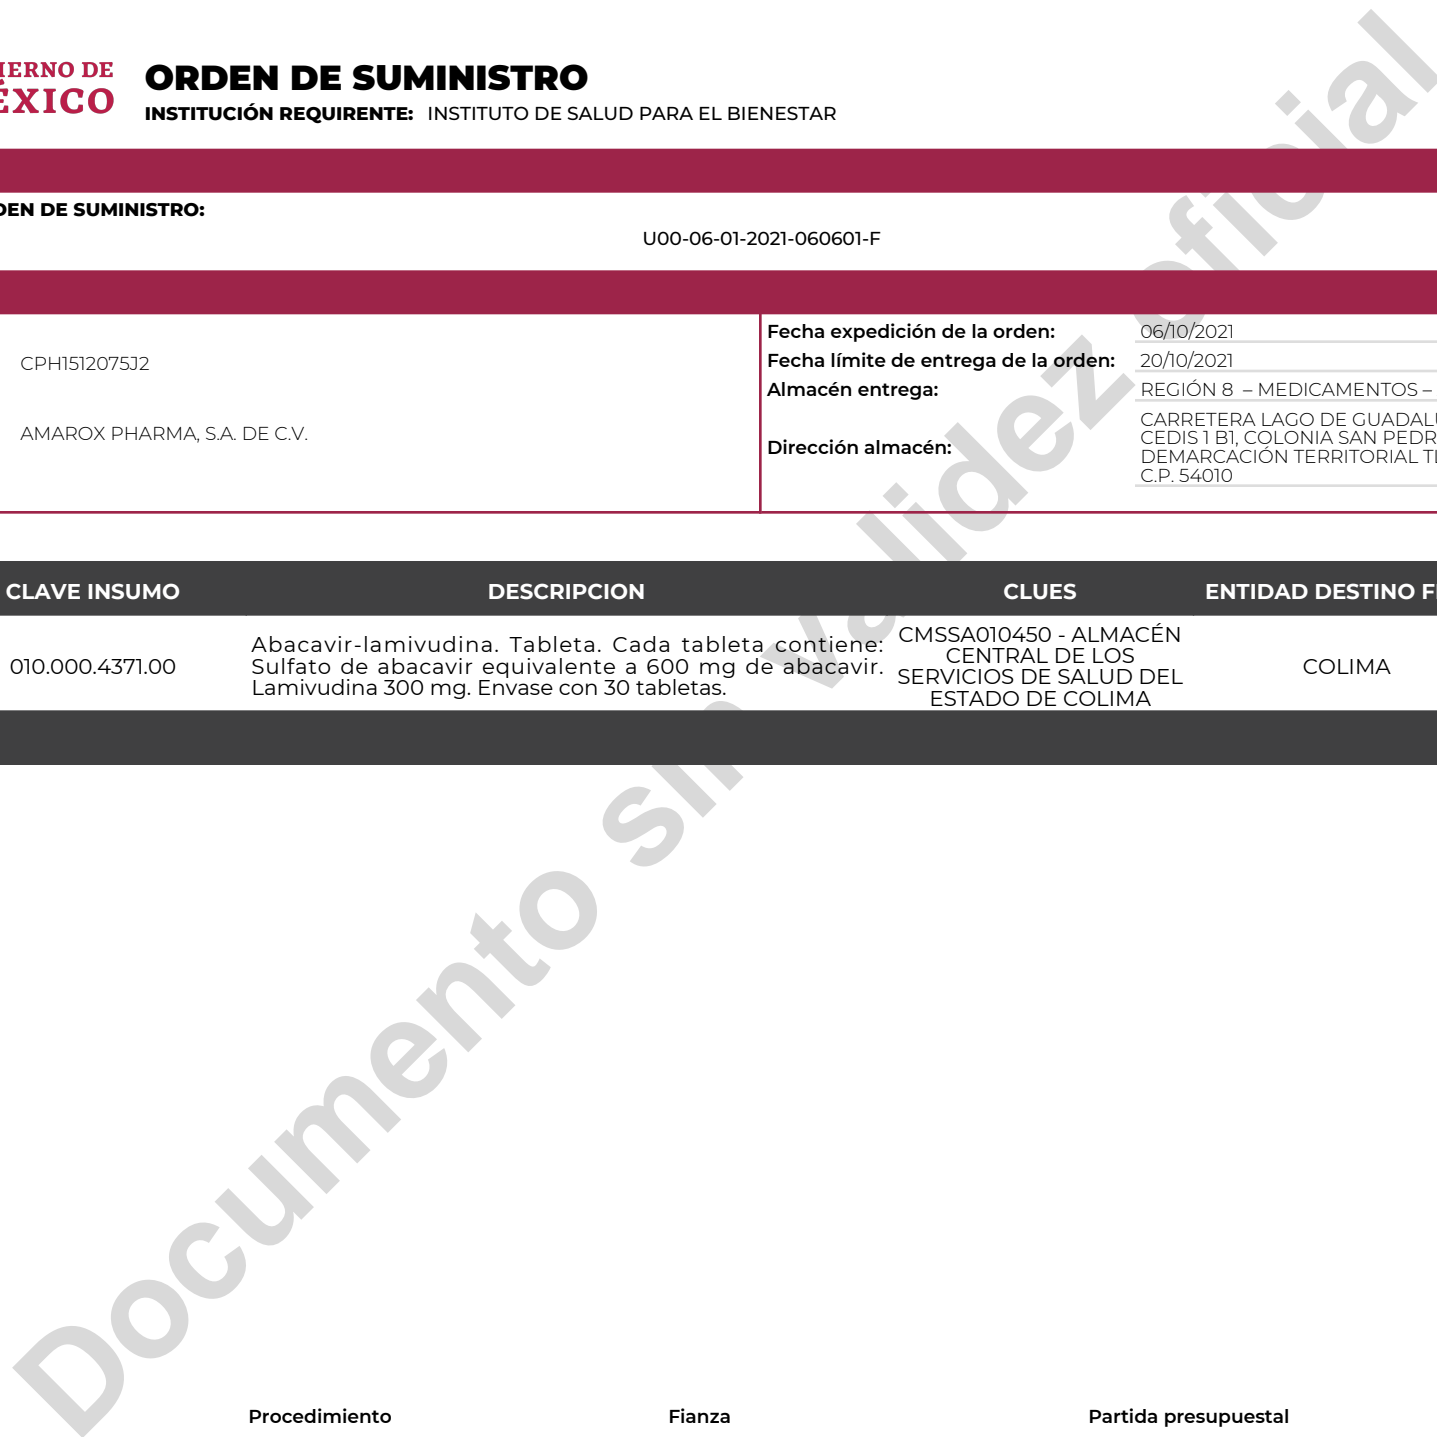 IERNO DE
ÉXICO
ORDEN DE SUMINISTRO
INSTITUCIÓN REQUIRENTE: INSTITUTO DE SALUD PARA EL BIENESTAR
DEN DE SUMINISTRO:
U00-06-01-2021-060601-F
CPH1512075J2
AMAROX PHARMA, S.A. DE C.V.
Fecha expedición de la orden: 06/10/2021
Fecha límite de entrega de la orden: 20/10/2021
Almacén entrega: REGIÓN 8 – MEDICAMENTOS –
Dirección almacén:
CARRETERA LAGO DE GUADALU
CEDIS 1 B1, COLONIA SAN PEDR
DEMARCACIÓN TERRITORIAL TL
C.P. 54010
CLAVE INSUMO DESCRIPCION CLUES ENTIDAD DESTINO FI
010.000.4371.00
Abacavir-lamivudina. Tableta. Cada tableta contiene:
Sulfato de abacavir equivalente a 600 mg de abacavir.
Lamivudina 300 mg. Envase con 30 tabletas.
CMSSA010450 - ALMACÉN
CENTRAL DE LOS
SERVICIOS DE SALUD DEL
ESTADO DE COLIMA
COLIMA
Documento sin validez oficial
Procedimiento Fianza Partida presupuestal